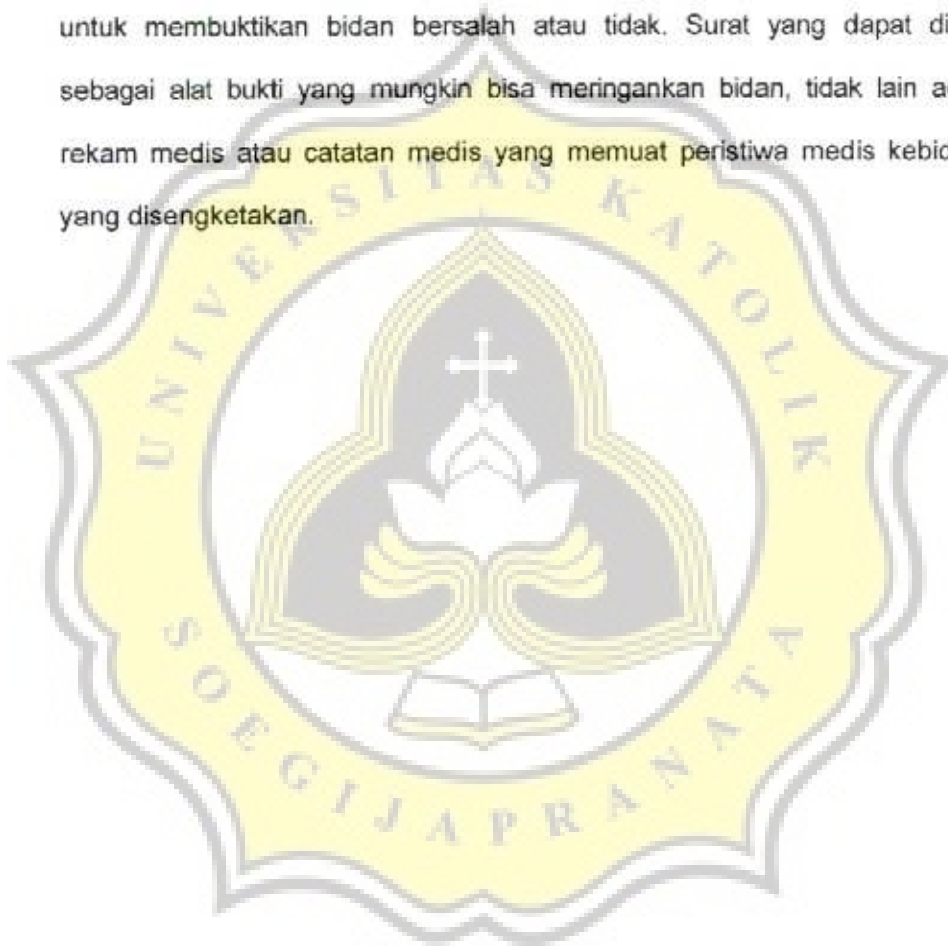 untuk membuktikan bidan bersalah atau tidak. Surat yang dapat di
sebagai alat bukti yang mungkin bisa meringankan bidan, tidak lain a
rekam medis atau catatan medis yang memuat peristiwa medis kebid
yang disengketakan.
UNIVERSITAS KATOLIK
SOEGIJAPRANATA